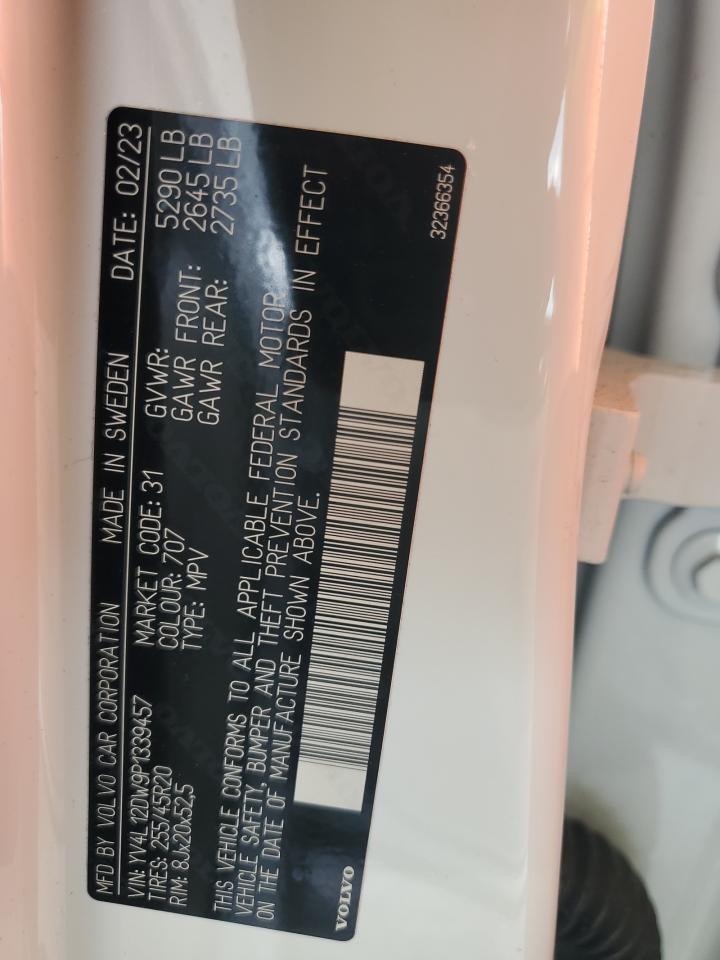 MFD BY VOLVO CAR CORPORATION MADE IN SWEDEN DATE: 02/23
VIN: YV4L12DW9P1339457 MARKET CODE: 31 GVWR: 5290 LB
TIRES: 255/45R20 COLOUR: 707 GAWR FRONT: 2645 LB
RIM: 8Jx20x52,5 TYPE: MPV GAWR REAR: 2735 LB
THIS VEHICLE CONFORMS TO ALL APPLICABLE FEDERAL MOTOR
VEHICLE SAFETY, BUMPER AND THEFT PREVENTION STANDARDS IN EFFECT
ON THE DATE OF MANUFACTURE SHOWN ABOVE.
VOLVO 32366354